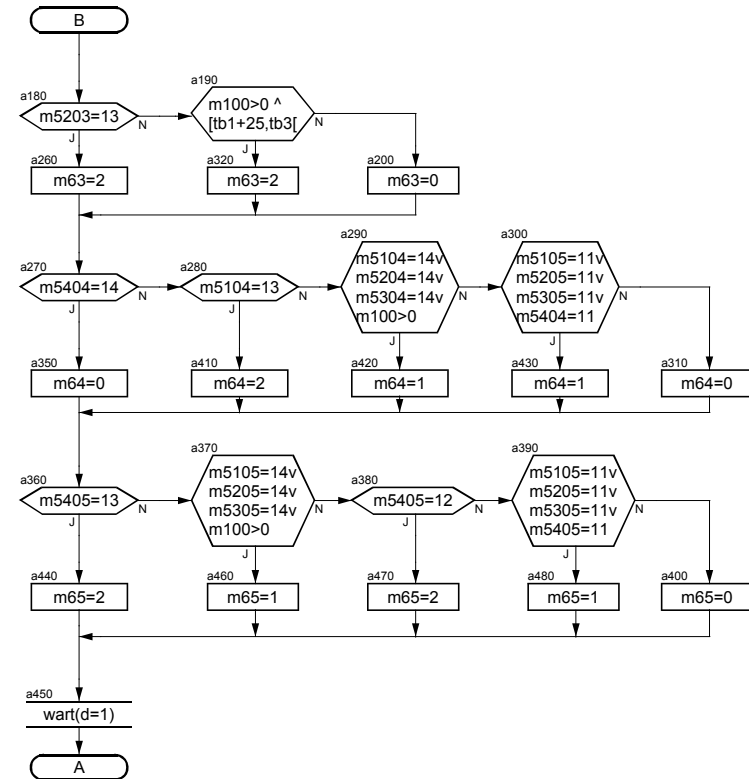 B
a180
m5203=13
N
J
a190
m100>0 ^
[tb1+25,tb3[
N
J
a260
m63=2
a320
m63=2
a200
m63=0
a270
m5404=14
N
J
a280
m5104=13
N
J
a290
m5104=14v
m5204=14v
m5304=14v
m100>0
N
J
a300
m5105=11v
m5205=11v
m5305=11v
m5404=11
N
J
a350
m64=0
a410
m64=2
a420
m64=1
a430
m64=1
a310
m64=0
a360
m5405=13
N
J
a370
m5105=14v
m5205=14v
m5305=14v
m100>0
N
J
a380
m5405=12
N
J
a390
m5105=11v
m5205=11v
m5305=11v
m5405=11
N
J
a440
m65=2
a460
m65=1
a470
m65=2
a480
m65=1
a400
m65=0
a450
wart(d=1)
A